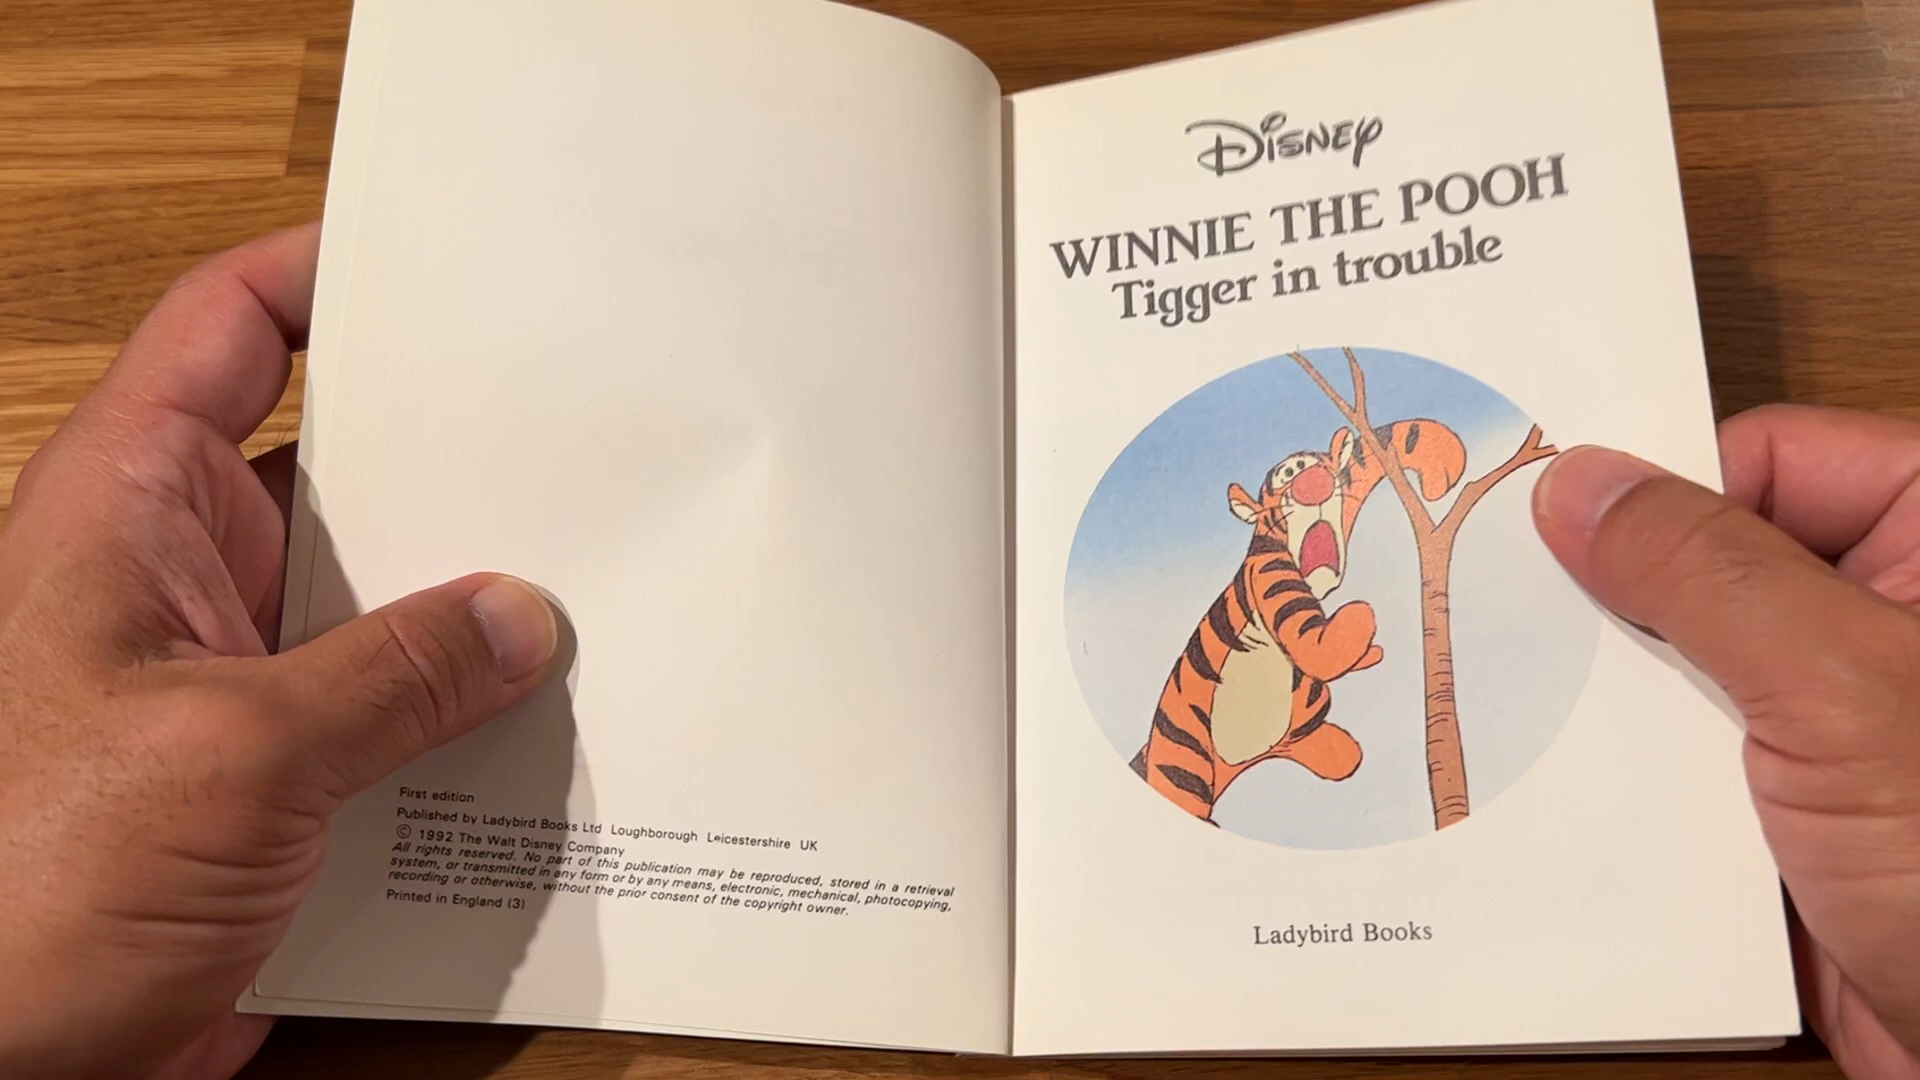 First edition
Published by Ladybird Books Ltd Loughborough Leicestershire UK
© 1992 The Walt Disney Company
All rights reserved. No part of this publication may be reproduced, stored in a retrieval
system, or transmitted in any form or by any means, electronic, mechanical, photocopying,
recording or otherwise, without the prior consent of the copyright owner.
Printed in England (3)
Disney
WINNIE THE POOH
Tigger in trouble
Ladybird Books